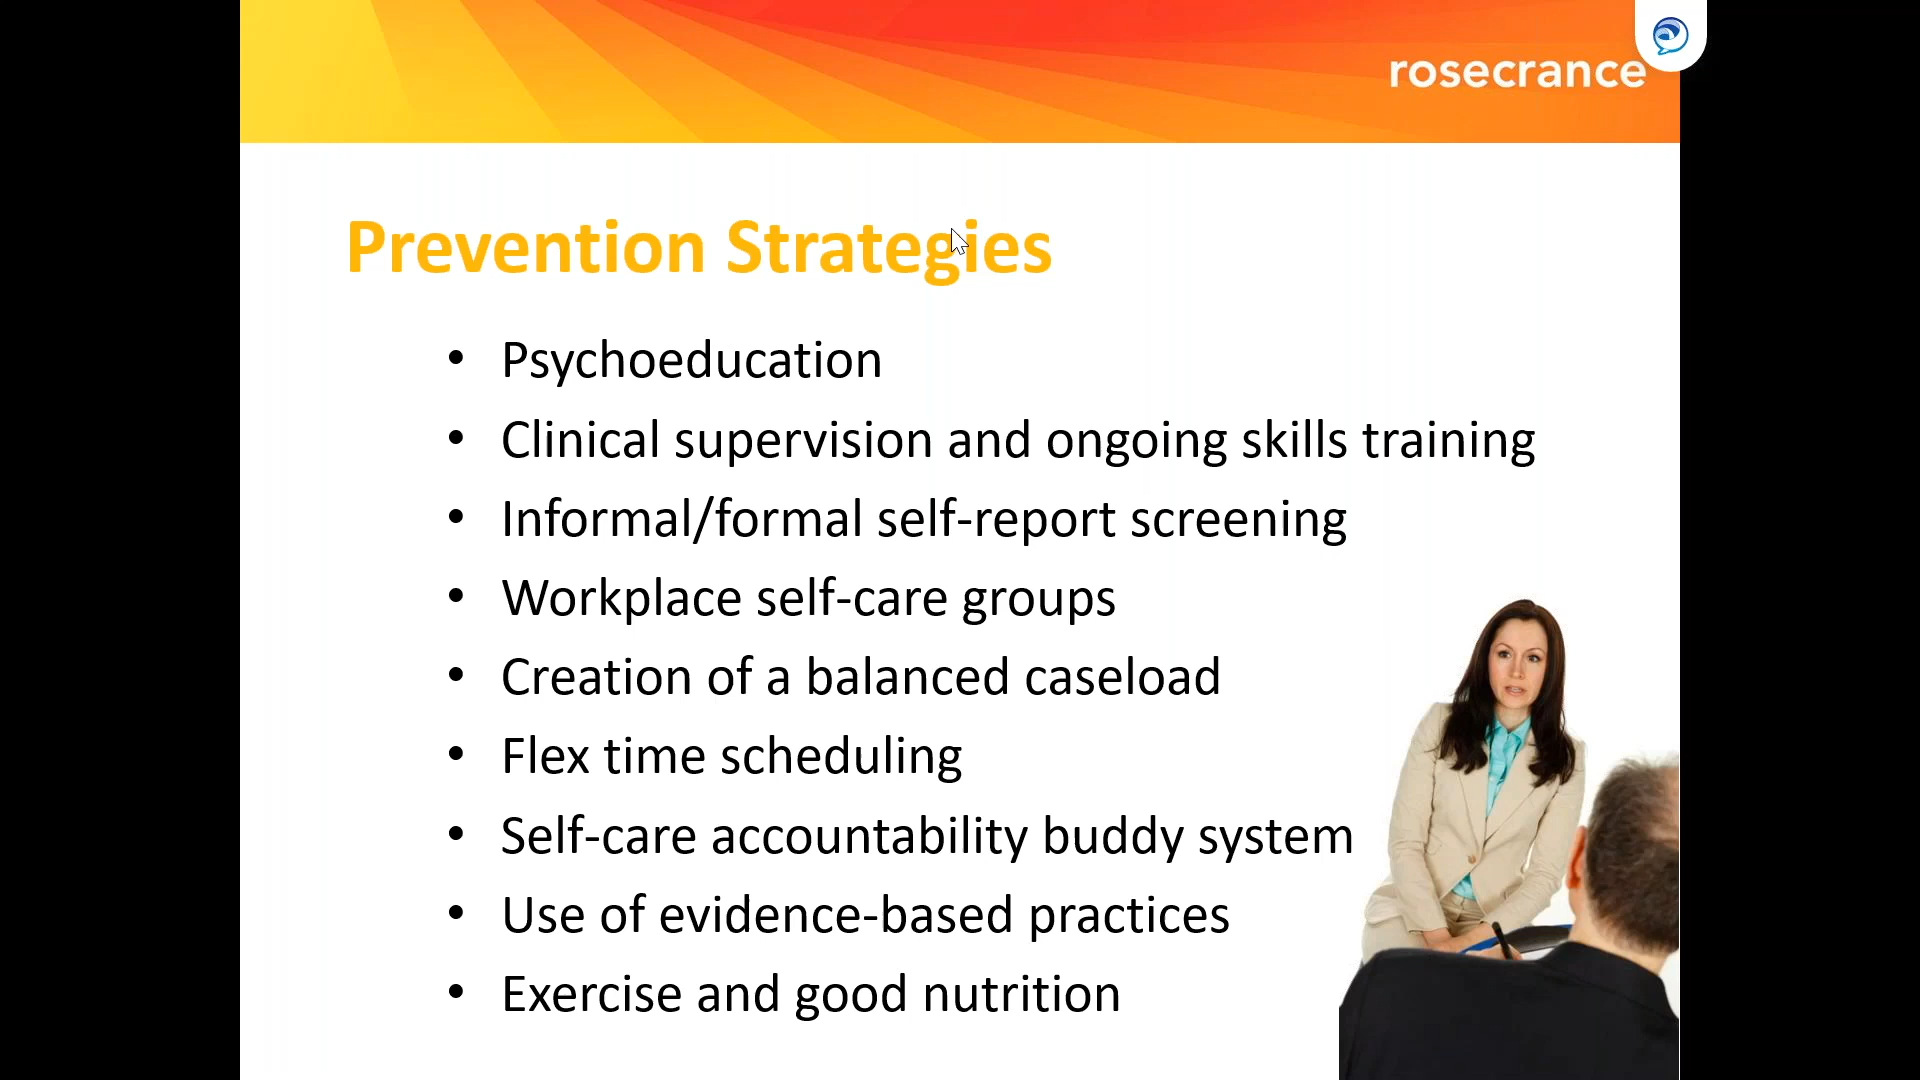 rosecrance
Prevention Strategies
• Psychoeducation
• Clinical supervision and ongoing skills training
• Informal/formal self-report screening
• Workplace self-care groups
• Creation of a balanced caseload
• Flex time scheduling
• Self-care accountability buddy system
• Use of evidence-based practices
• Exercise and good nutrition